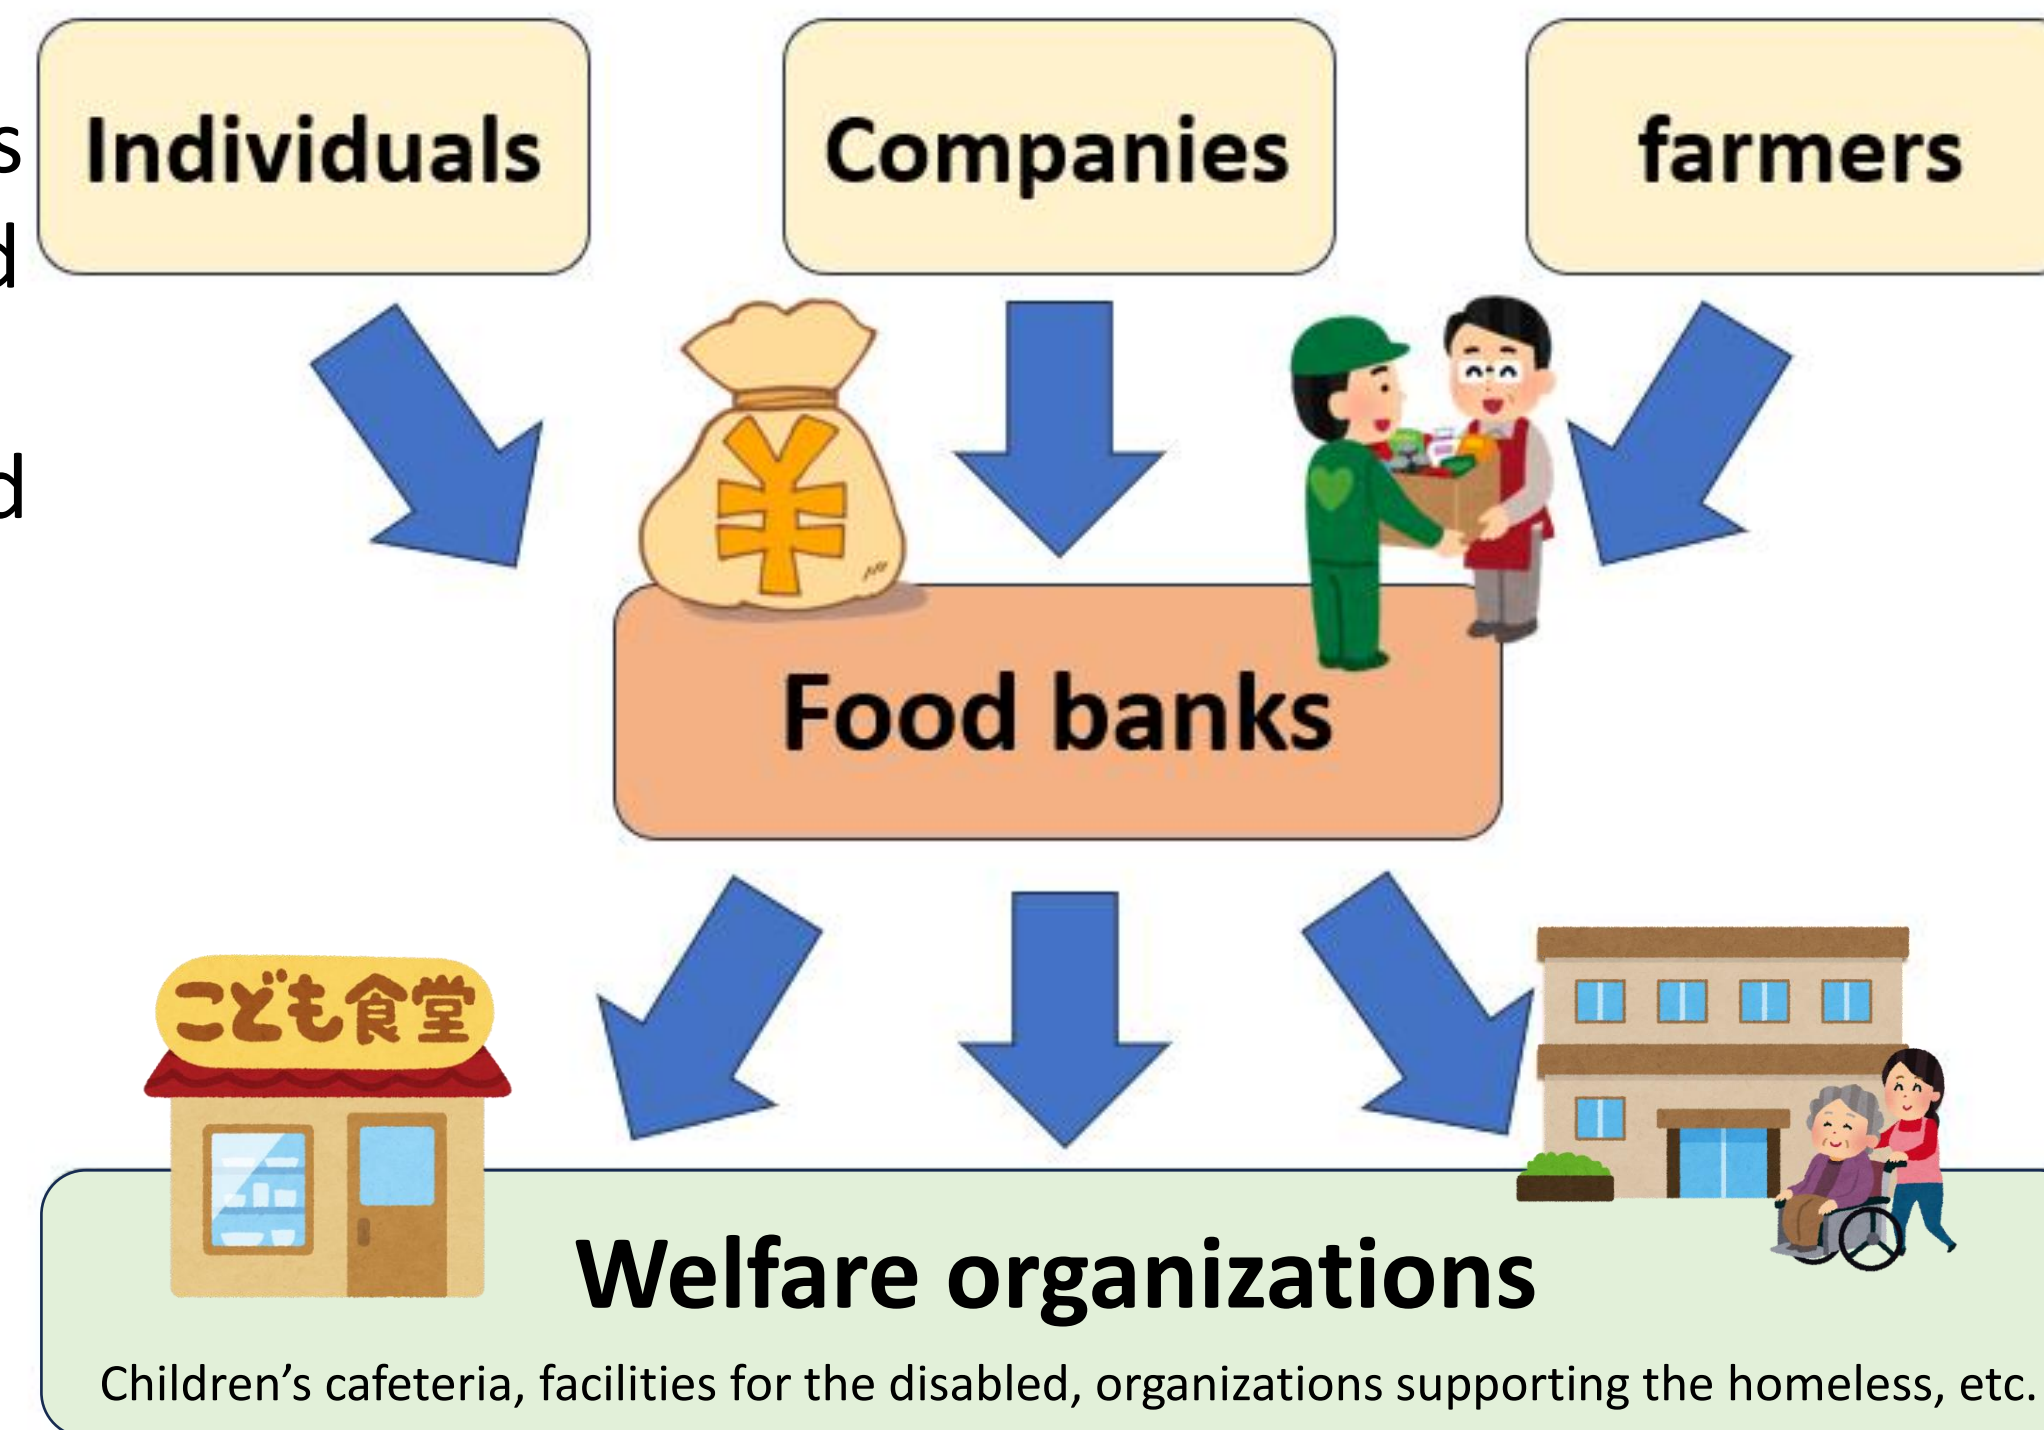 Individuals
Companies
farmers
s
d
d
¥
Food banks
こども食堂
Welfare organizations
Children’s cafeteria, facilities for the disabled, organizations supporting the homeless, etc.